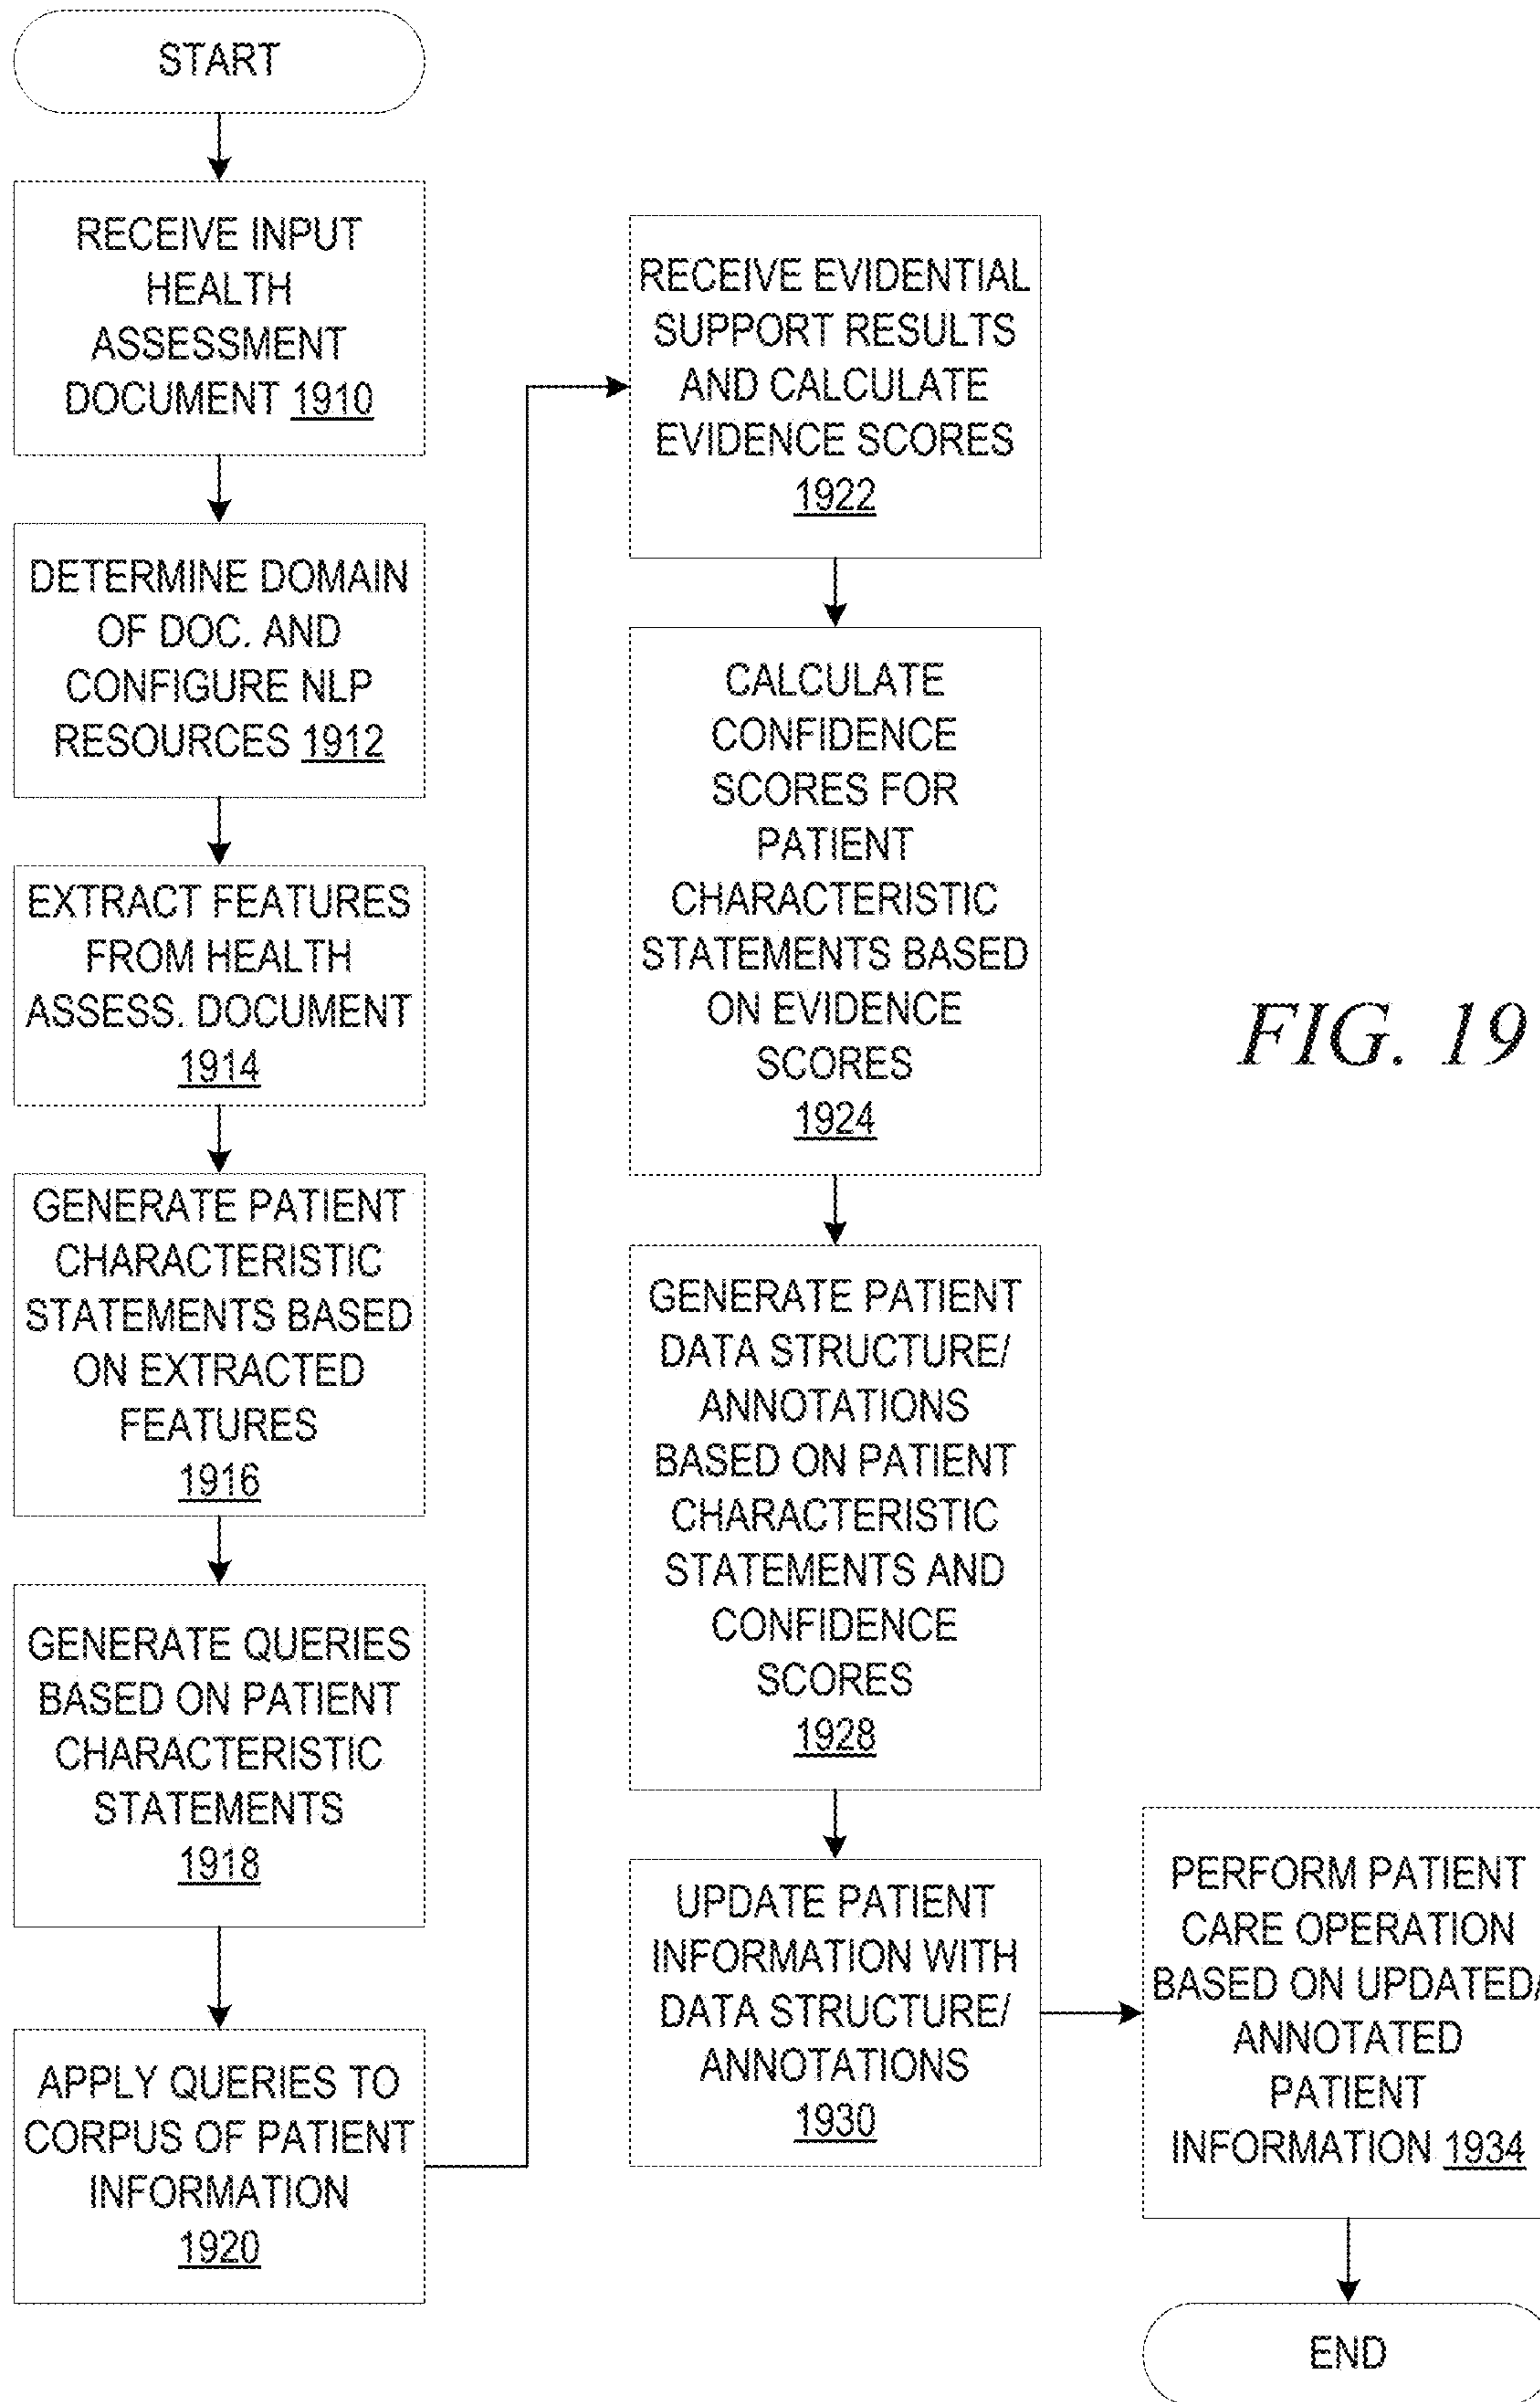 START
RECEIVE INPUT
HEALTH
ASSESSMENT
DOCUMENT 1910
DETERMINE DOMAIN
OF DOC. AND
CONFIGURE NLP
RESOURCES 1912
EXTRACT FEATURES
FROM HEALTH
ASSESS. DOCUMENT
1914
GENERATE PATIENT
CHARACTERISTIC
STATEMENTS BASED
ON EXTRACTED
FEATURES
1916
GENERATE QUERIES
BASED ON PATIENT
CHARACTERISTIC
STATEMENTS
1918
APPLY QUERIES TO
CORPUS OF PATIENT
INFORMATION
1920
RECEIVE EVIDENTIAL
SUPPORT RESULTS
AND CALCULATE
EVIDENCE SCORES
1922
CALCULATE
CONFIDENCE
SCORES FOR
PATIENT
CHARACTERISTIC
STATEMENTS BASED
ON EVIDENCE
SCORES
1924
GENERATE PATIENT
DATA STRUCTURE/
ANNOTATIONS
BASED ON PATIENT
CHARACTERISTIC
STATEMENTS AND
CONFIDENCE
SCORES
1928
UPDATE PATIENT
INFORMATION WITH
DATA STRUCTURE/
ANNOTATIONS
1930
PERFORM PATIENT
CARE OPERATION
BASED ON UPDATED/
ANNOTATED
PATIENT
INFORMATION 1934
END
FIG. 19